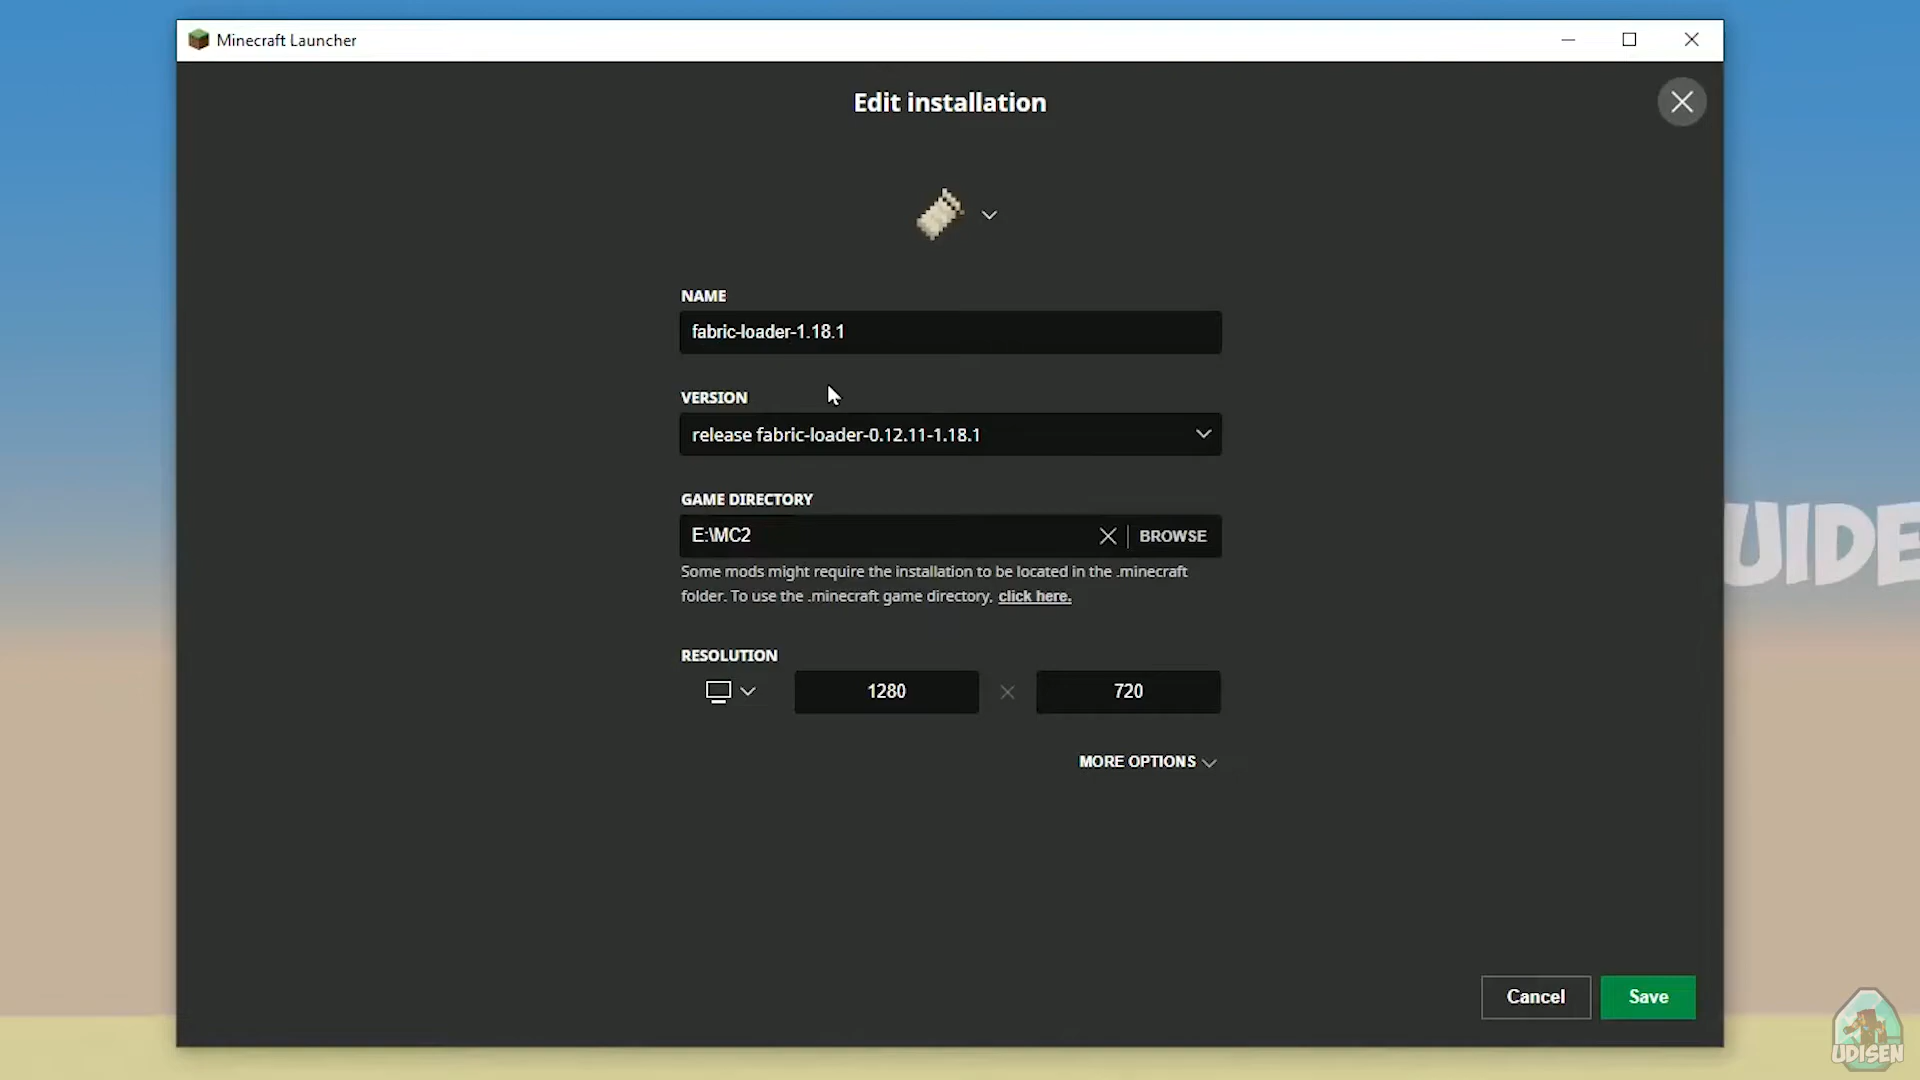 Minecraft Launcher
Edit installation
NAME
fabric-loader-1.18.1
VERSION
release fabric-loader-0.12.11-1.18.1
GAME DIRECTORY
E:\MC2
BROWSE
Some mods might require the installation to be located in the .minecraft
folder. To use the .minecraft game directory, click here.
UIDE
RESOLUTION
1280
720
MORE OPTIONS
Cancel
Save
UDISEN